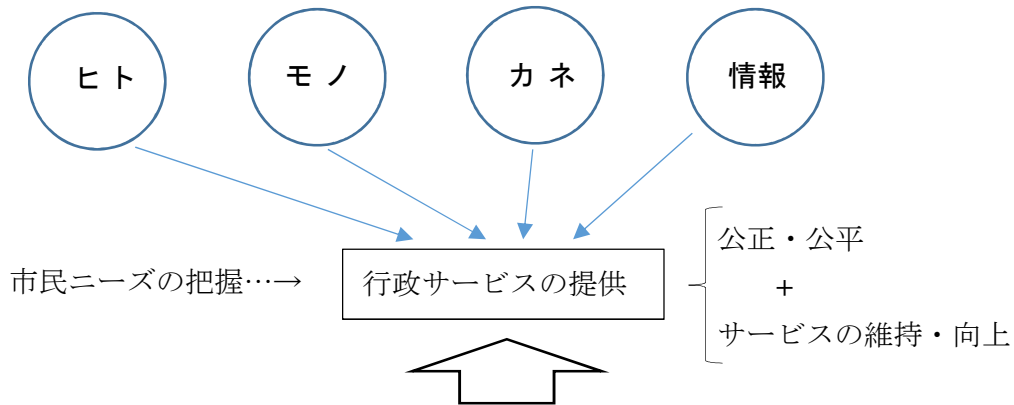 ヒト
モノ
カネ
情報
公正・公平
市民ニーズの把握…→
行政サービスの提供
+
サービスの維持・向上